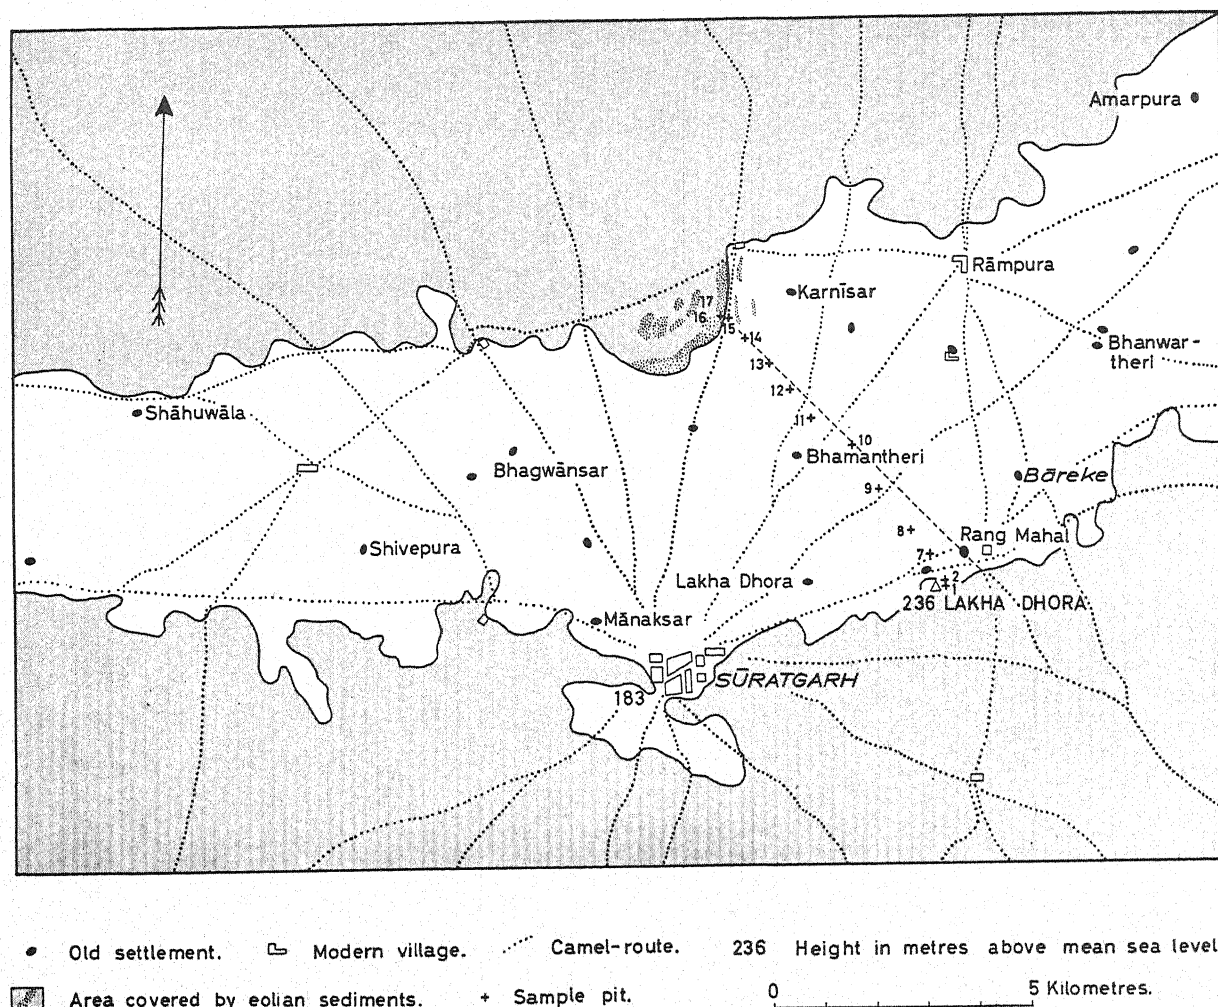 Amarpura
Rāmpura
Karnīsar
17
16
15
14
13
12
11
10
9
8
7
2
1
Bhanwar-
theri
Shāhuwāla
Bhagwānsar
Bhamantheri
Bāreke
Rang Mahal
Shivepura
Lakha Dhora
236 LAKHA DHORA
Mānaksar
SŪRATGARH
183
Old settlement. Modern village. Camel-route. 236 Height in metres above mean sea level
Area covered by eolian sediments. + Sample pit. 0 5 Kilometres.